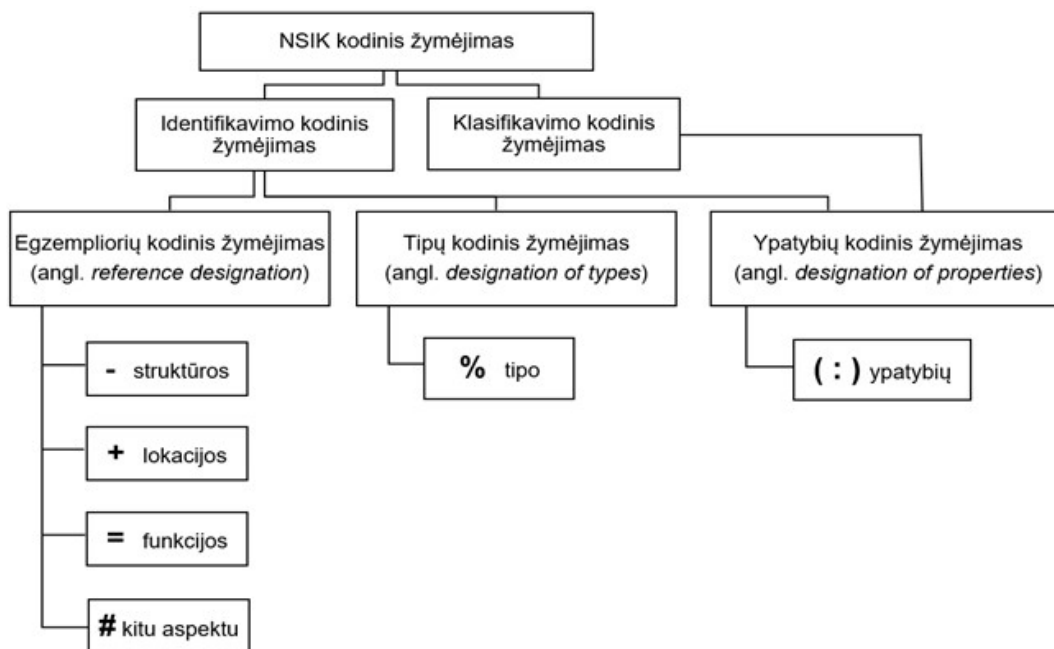 NSIK kodinis žymėjimas
Identifikavimo kodinis
žymėjimas
Klasifikavimo kodinis
žymėjimas
Egzempliorių kodinis žymėjimas
(angl. reference designation)
Tipų kodinis žymėjimas
(angl. designation of types)
Ypatybių kodinis žymėjimas
(angl. designation of properties)
- struktūros
+ lokacijos
= funkcijos
# kitu aspektu
% tipo
( : ) ypatybių